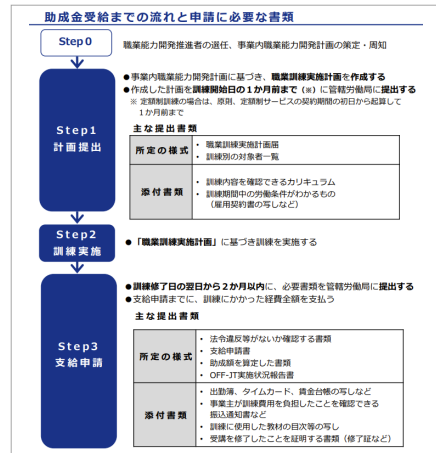 助成金受給までの流れと申請に必要な書類
Step0
職業能力開発推進者の選任、事業内職業能力開発計画の策定・周知
Step1
計画提出
●事業内職業能力開発計画に基づき、職業訓練実施計画を作成する
●作成した計画を訓練開始日の1か月前まで（※）に管轄労働局に提出する
※ 定額制訓練の場合は、原則、定額制サービスの契約期間の初日から起算して
1か月前まで
主な提出書類
所定の様式
・ 職業訓練実施計画届
・ 訓練別の対象者一覧
添付書類
・ 訓練内容を確認できるカリキュラム
・ 訓練期間中の労働条件がわかるもの
（雇用契約書の写しなど）
Step2
訓練実施
●「職業訓練実施計画」に基づき訓練を実施する
Step3
支給申請
●訓練修了日の翌日から2か月以内に、必要書類を管轄労働局に提出する
●支給申請までに、訓練にかかった経費全額を支払う
主な提出書類
所定の様式
・ 法令違反等がないか確認する書類
・ 支給申請書
・ 助成額を算定した書類
・ OFF-JT実施状況報告書
添付書類
・ 出勤簿、タイムカード、賃金台帳の写しなど
・ 事業主が訓練費用を負担したことを確認できる
振込通知書など
・ 訓練に使用した教材の目次等の写し
・ 受講を修了したことを証明する書類（修了証など）